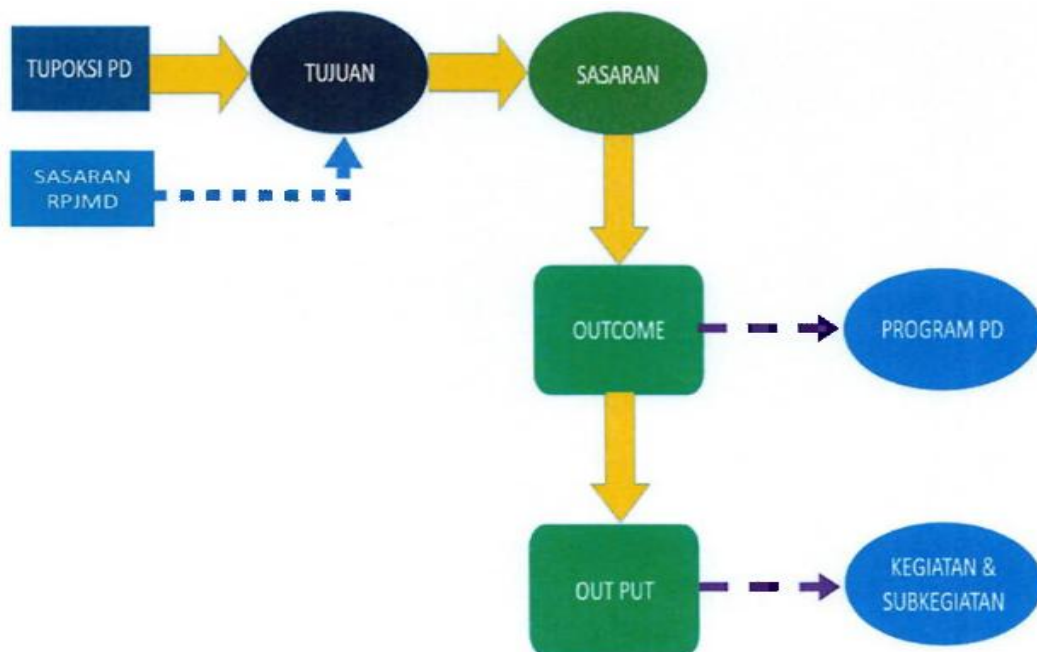 TUPOKSI PD
TUJUAN
SASARAN
SASARAN
RPJMD
OUTCOME
PROGRAM PD
OUT PUT
KEGIATAN &
SUBKEGIATAN